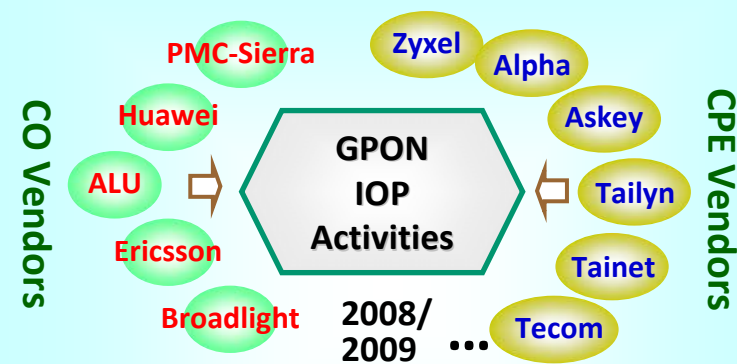 CO Vendors
PMC-Sierra
Huawei
ALU
Ericsson
Broadlight
GPON
IOP
Activities
2008/
2009
...
Zyxel
Alpha
Askey
Tailyn
Tainet
Tecom
CPE Vendors